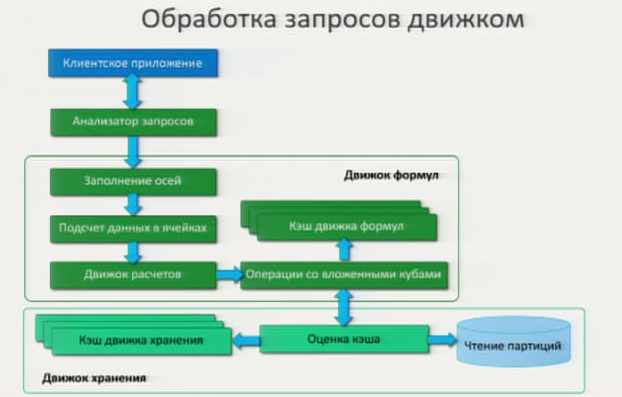 Обработка запросов движком
Клиентское приложение
Анализатор запросов
Заполнение осей
Движок формул
Подсчет данных в ячейках
Кэш движка формул
Движок расчетов
Операции со вложенными кубами
Кэш движка хранения
Оценка кэша
Чтение партиций
Движок хранения